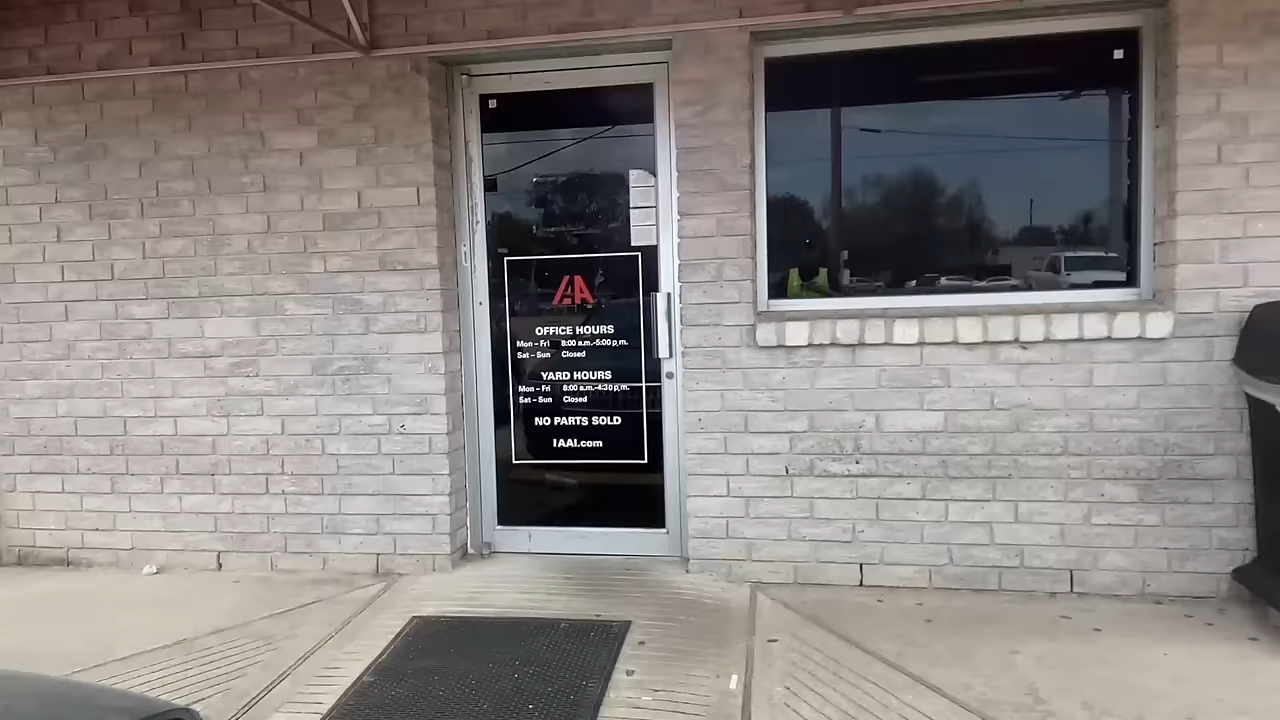 IAA
OFFICE HOURS
Mon – Fri 8:00 a.m.-5:00 p.m.
Sat – Sun Closed
YARD HOURS
Mon – Fri 8:00 a.m.-4:30 p.m.
Sat – Sun Closed
NO PARTS SOLD
IAAI.com